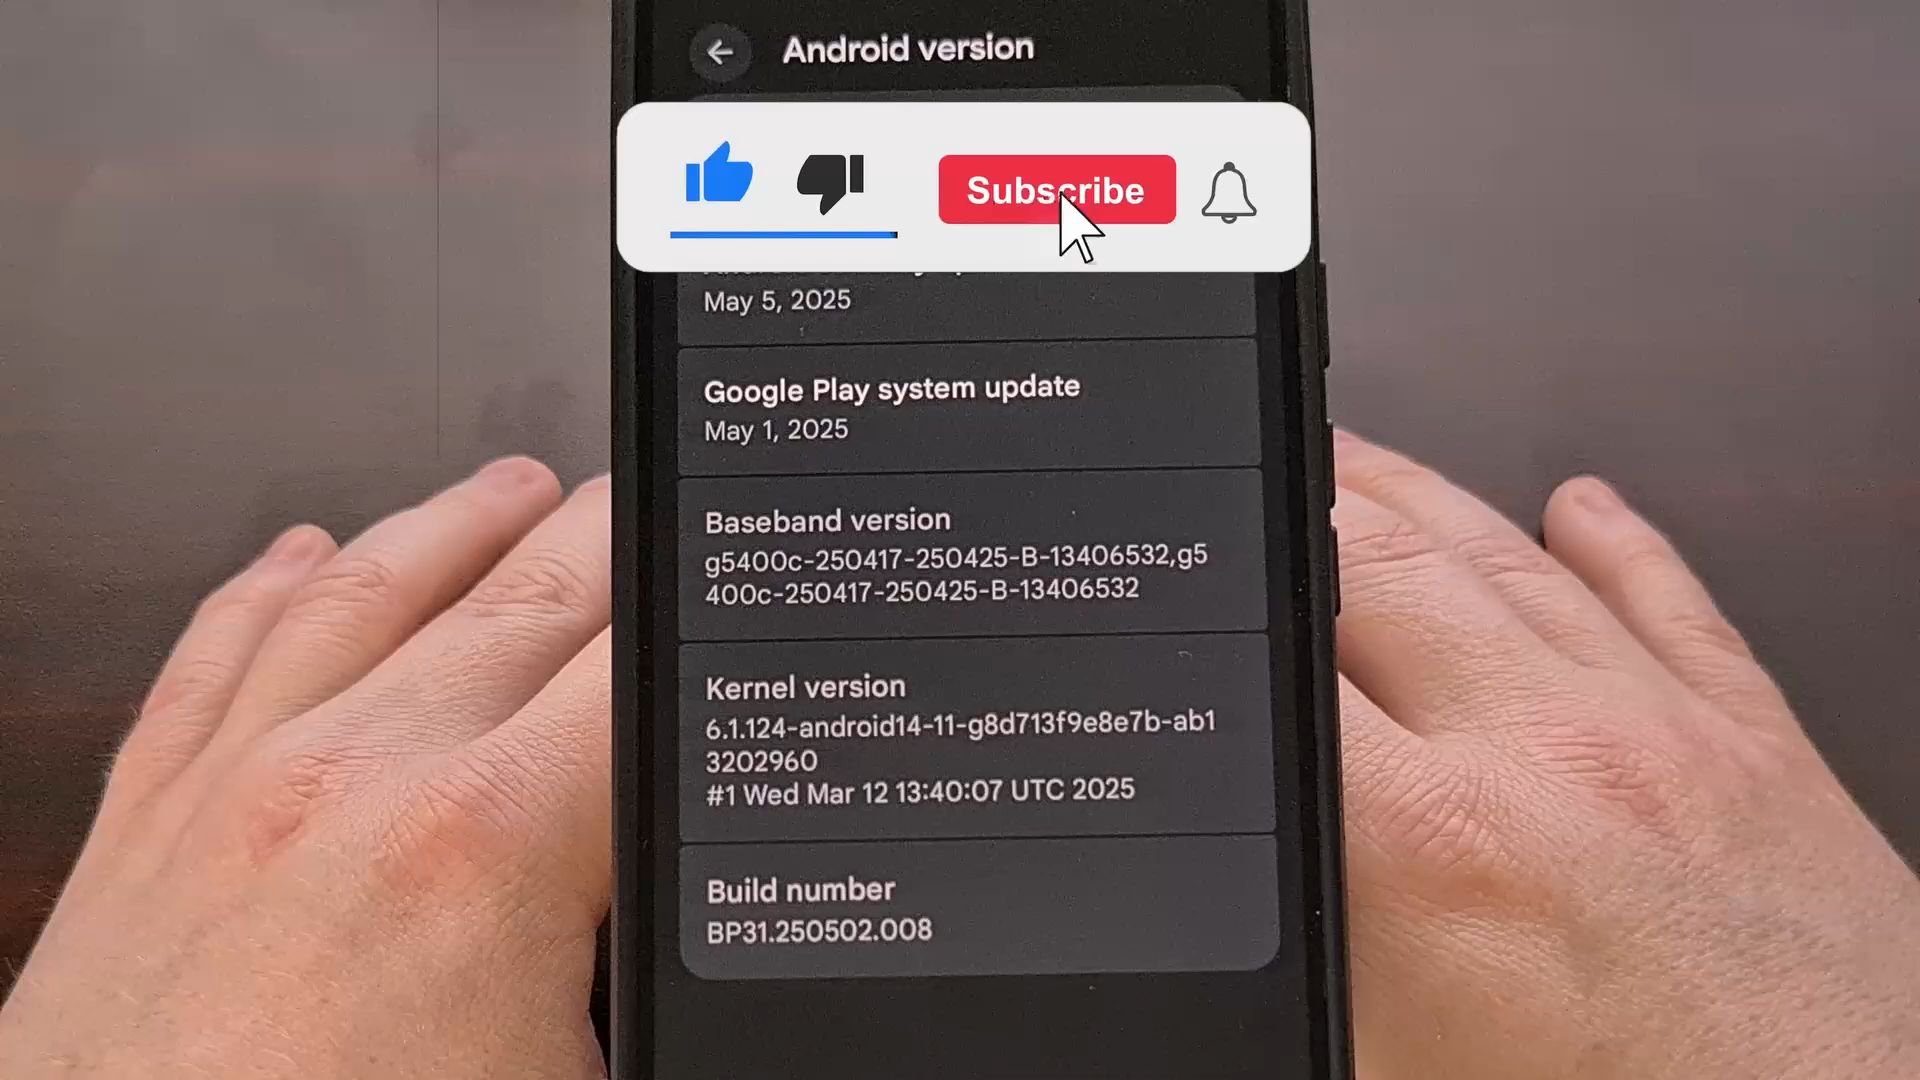 Android version
Subscribe
May 5, 2025
Google Play system update
May 1, 2025
Baseband version
g5400c-250417-250425-B-13406532,g5
400c-250417-250425-B-13406532
Kernel version
6.1.124-android14-11-g8d713f9e8e7b-ab1
3202960
#1 Wed Mar 12 13:40:07 UTC 2025
Build number
BP31.250502.008